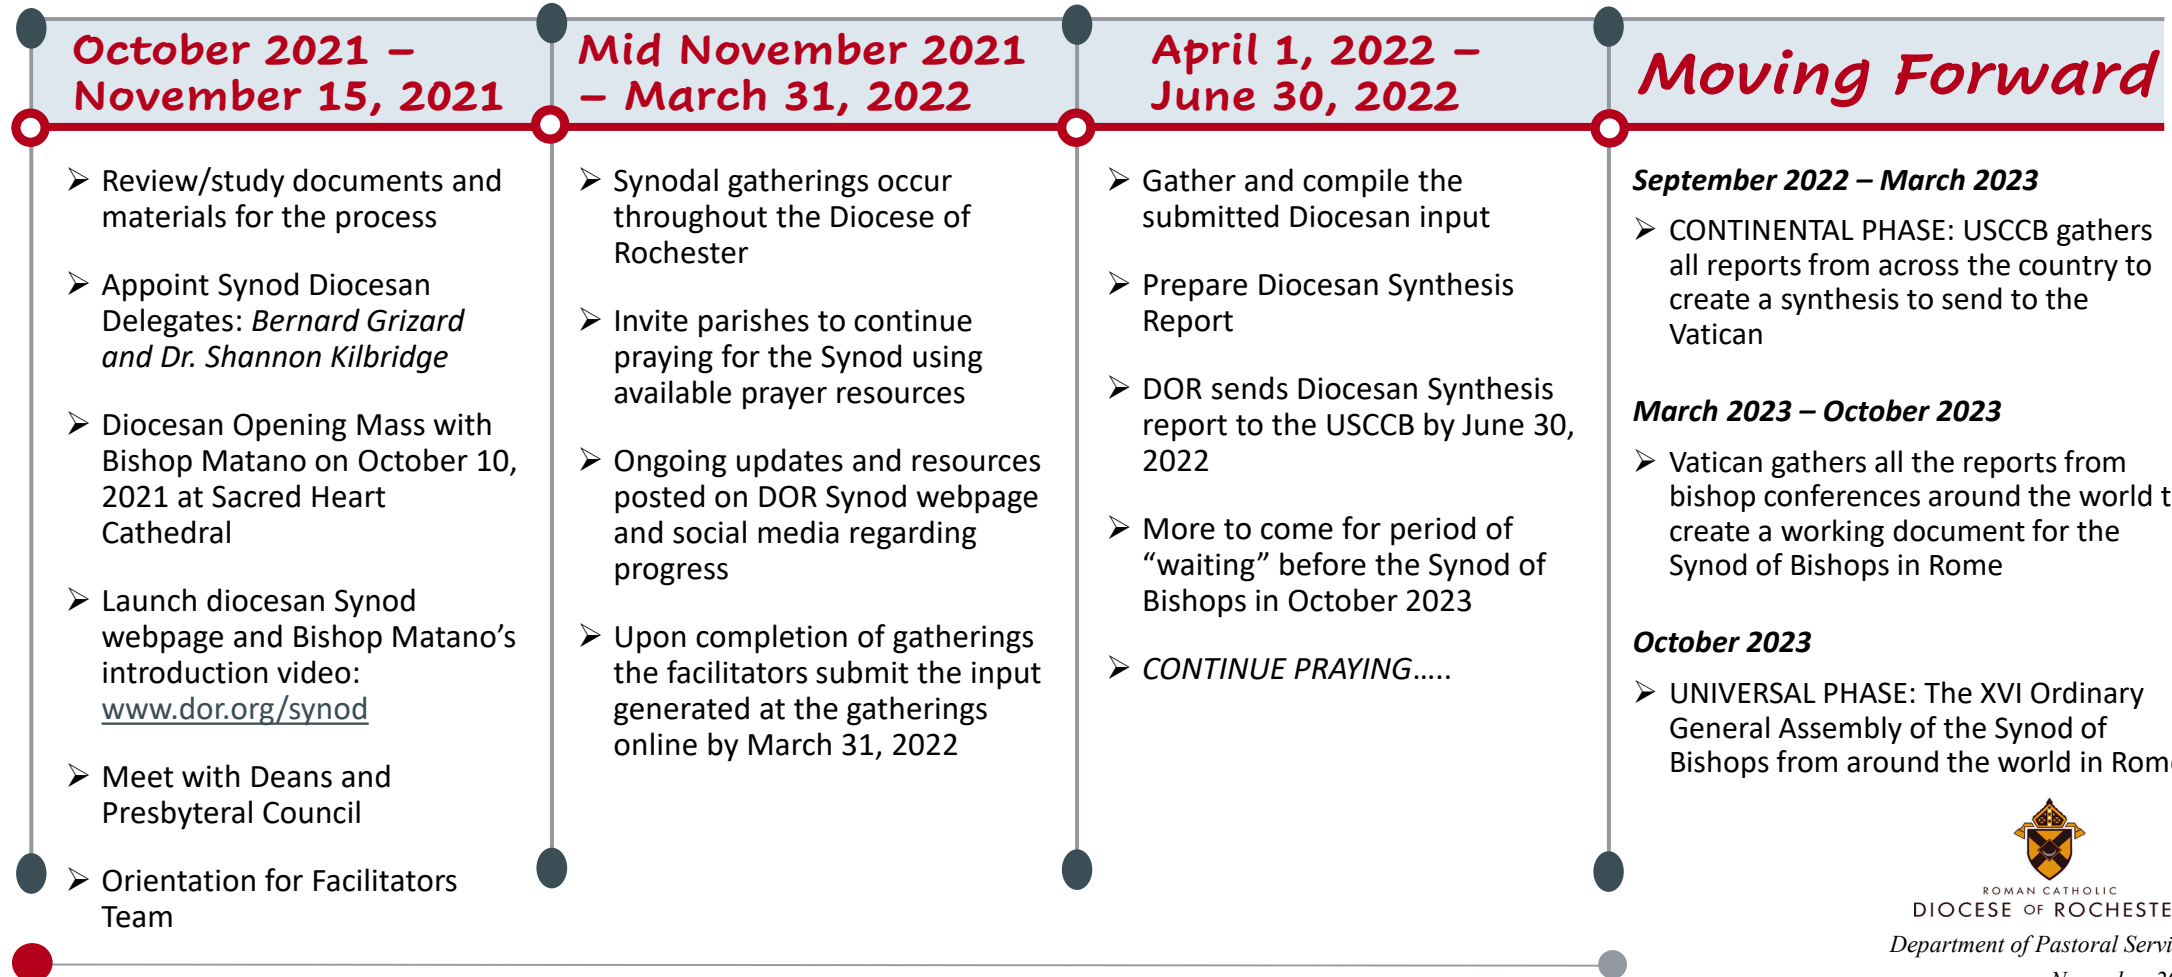 October 2021 –
November 15, 2021
➢ Review/study documents and
materials for the process
➢ Appoint Synod Diocesan
Delegates: Bernard Grizard
and Dr. Shannon Kilbridge
➢ Diocesan Opening Mass with
Bishop Matano on October 10,
2021 at Sacred Heart
Cathedral
➢ Launch diocesan Synod
webpage and Bishop Matano’s
introduction video:
www.dor.org/synod
➢ Meet with Deans and
Presbyteral Council
➢ Orientation for Facilitators
Team
Mid November 2021
– March 31, 2022
➢ Synodal gatherings occur
throughout the Diocese of
Rochester
➢ Invite parishes to continue
praying for the Synod using
available prayer resources
➢ Ongoing updates and resources
posted on DOR Synod webpage
and social media regarding
progress
➢ Upon completion of gatherings
the facilitators submit the input
generated at the gatherings
online by March 31, 2022
April 1, 2022 –
June 30, 2022
➢ Gather and compile the
submitted Diocesan input
➢ Prepare Diocesan Synthesis
Report
➢ DOR sends Diocesan Synthesis
report to the USCCB by June 30,
2022
➢ More to come for period of
“waiting” before the Synod of
Bishops in October 2023
➢ CONTINUE PRAYING…..
Moving Forward
September 2022 – March 2023
➢ CONTINENTAL PHASE: USCCB gathers
all reports from across the country to
create a synthesis to send to the
Vatican
March 2023 – October 2023
➢ Vatican gathers all the reports from
bishop conferences around the world
create a working document for the
Synod of Bishops in Rome
October 2023
➢ UNIVERSAL PHASE: The XVI Ordinary
General Assembly of the Synod of
Bishops from around the world in Rome
ROMAN CATHOLIC
DIOCESE OF ROCHESTE
Department of Pastoral Servi